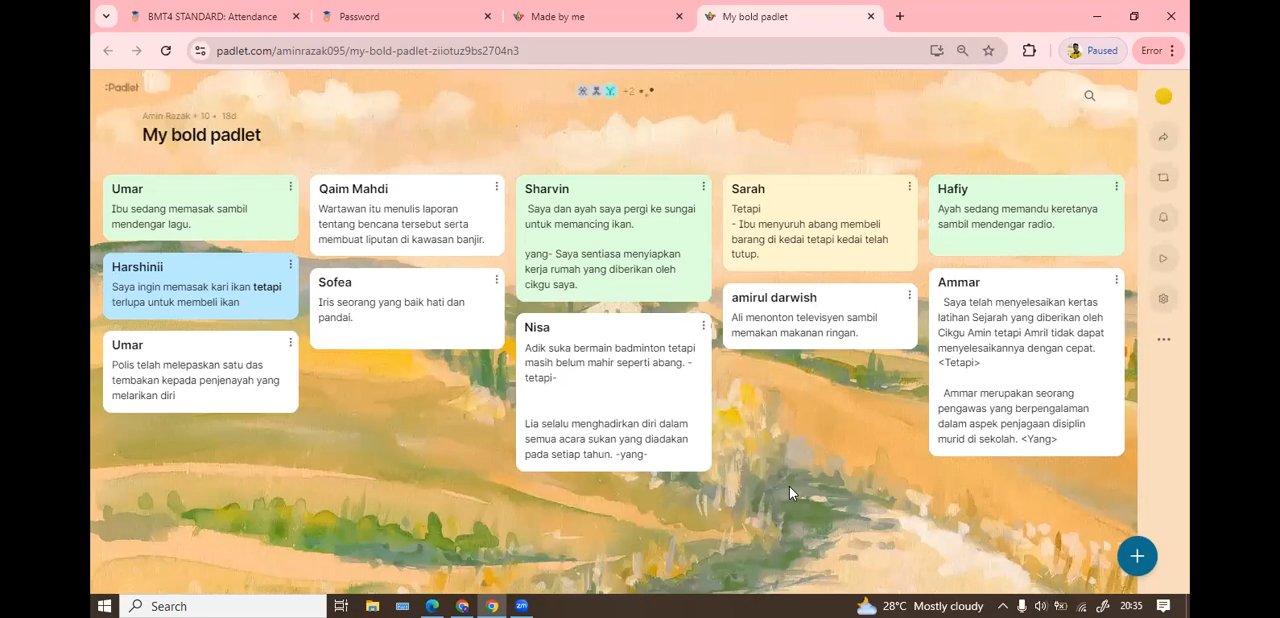 BMT4 STANDARD: Attendance
Password
Made by me
My bold padlet
padlet.com/aminrazak095/my-bold-padlet-ziiotuz9bs2704n3
Paused
Error
:Padlet
+2
Amin Razak + 10 • 18d
My bold padlet
Umar
Ibu sedang memasak sambil
mendengar lagu.
Harshinii
Saya ingin memasak kari ikan tetapi
terlupa untuk membeli ikan
Umar
Polis telah melepaskan satu das
tembakan kepada penjenayah yang
melarikan diri
Qaim Mahdi
Wartawan itu menulis laporan
tentang bencana tersebut serta
membuat liputan di kawasan banjir.
Sofea
Iris seorang yang baik hati dan
pandai.
Sharvin
Saya dan ayah saya pergi ke sungai
untuk memancing ikan.
yang- Saya sentiasa menyiapkan
kerja rumah yang diberikan oleh
cikgu saya.
Nisa
Adik suka bermain badminton tetapi
masih belum mahir seperti abang. -
tetapi-
Lia selalu menghadirkan diri dalam
semua acara sukan yang diadakan
pada setiap tahun. -yang-
Sarah
Tetapi
- Ibu menyuruh abang membeli
barang di kedai tetapi kedai telah
tutup.
amirul darwish
Ali menonton televisyen sambil
memakan makanan ringan.
Hafiy
Ayah sedang memandu keretanya
sambil mendengar radio.
Ammar
Saya telah menyelesaikan kertas
latihan Sejarah yang diberikan oleh
Cikgu Amin tetapi Amril tidak dapat
menyelesaikannya dengan cepat.
<Tetapi>
Ammar merupakan seorang
pengawas yang berpengalaman
dalam aspek penjagaan disiplin
murid di sekolah. <Yang>
Search
zm
28°C Mostly cloudy
20:35